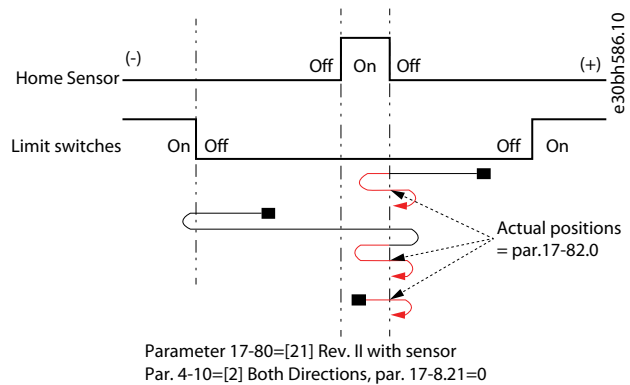 (-)
(+)
Home Sensor
Off
On
Off
e30bh586.10
Limit switches
On
Off
Off
On
Actual positions
= par.17-82.0
Parameter 17-80=[21] Rev. II with sensor
Par. 4-10=[2] Both Directions, par. 17-8.21=0